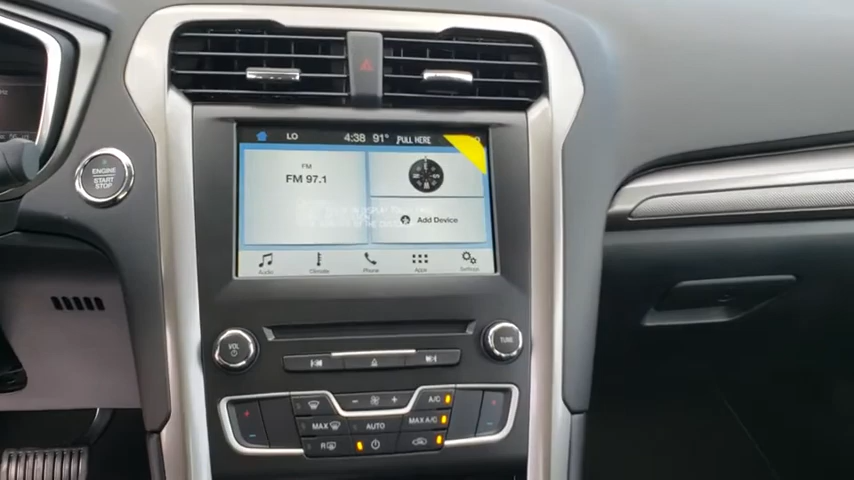 LO 4:38 91° PULL HERE
FM
FM 97.1
Add Device
Audio Climate Phone Apps Settings
ENGINE
START
STOP
VOL
TUNE
A/C
MAX AUTO MAX A/C
R